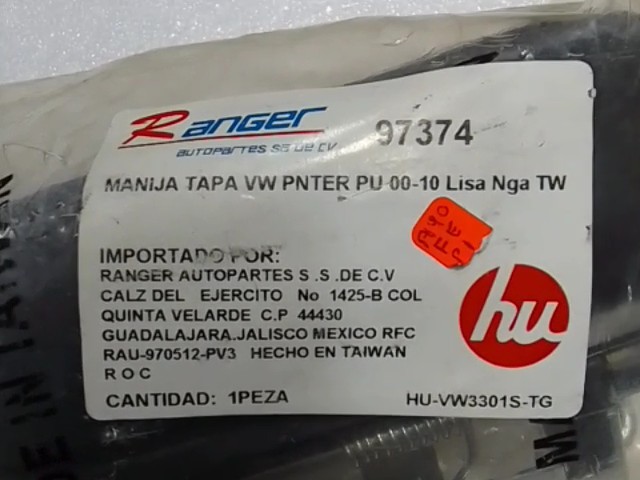 Ranger
AUTOPARTES SA DE CV
97374
MANIJA TAPA VW PNTER PU 00-10 Lisa Nga TW
IMPORTADO POR:
RANGER AUTOPARTES S .S .DE C.V
CALZ DEL EJERCITO No 1425-B COL
QUINTA VELARDE C.P 44430
GUADALAJARA.JALISCO MEXICO RFC
RAU-970512-PV3 HECHO EN TAIWAN
R O C
CANTIDAD: 1PEZA
hu
HU-VW3301S-TG